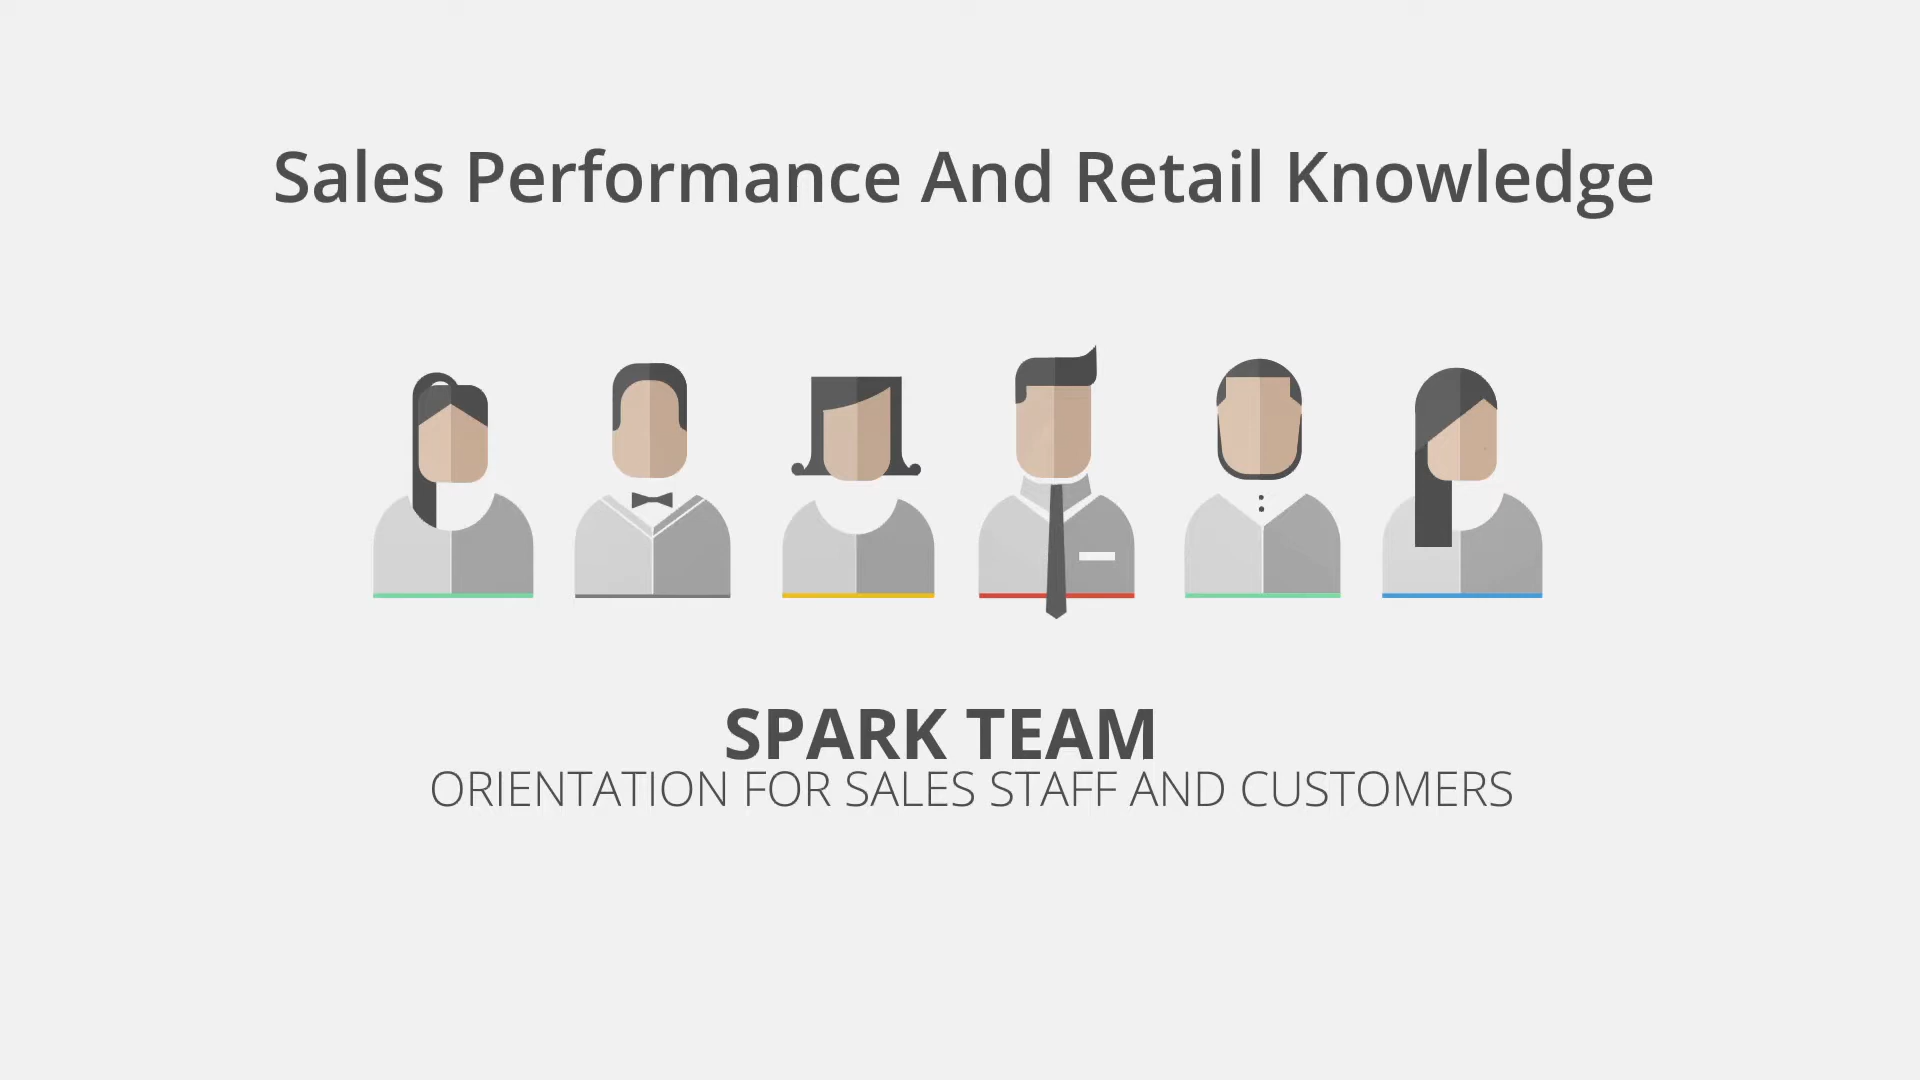 Sales Performance And Retail Knowledge
SPARK TEAM
ORIENTATION FOR SALES STAFF AND CUSTOMERS